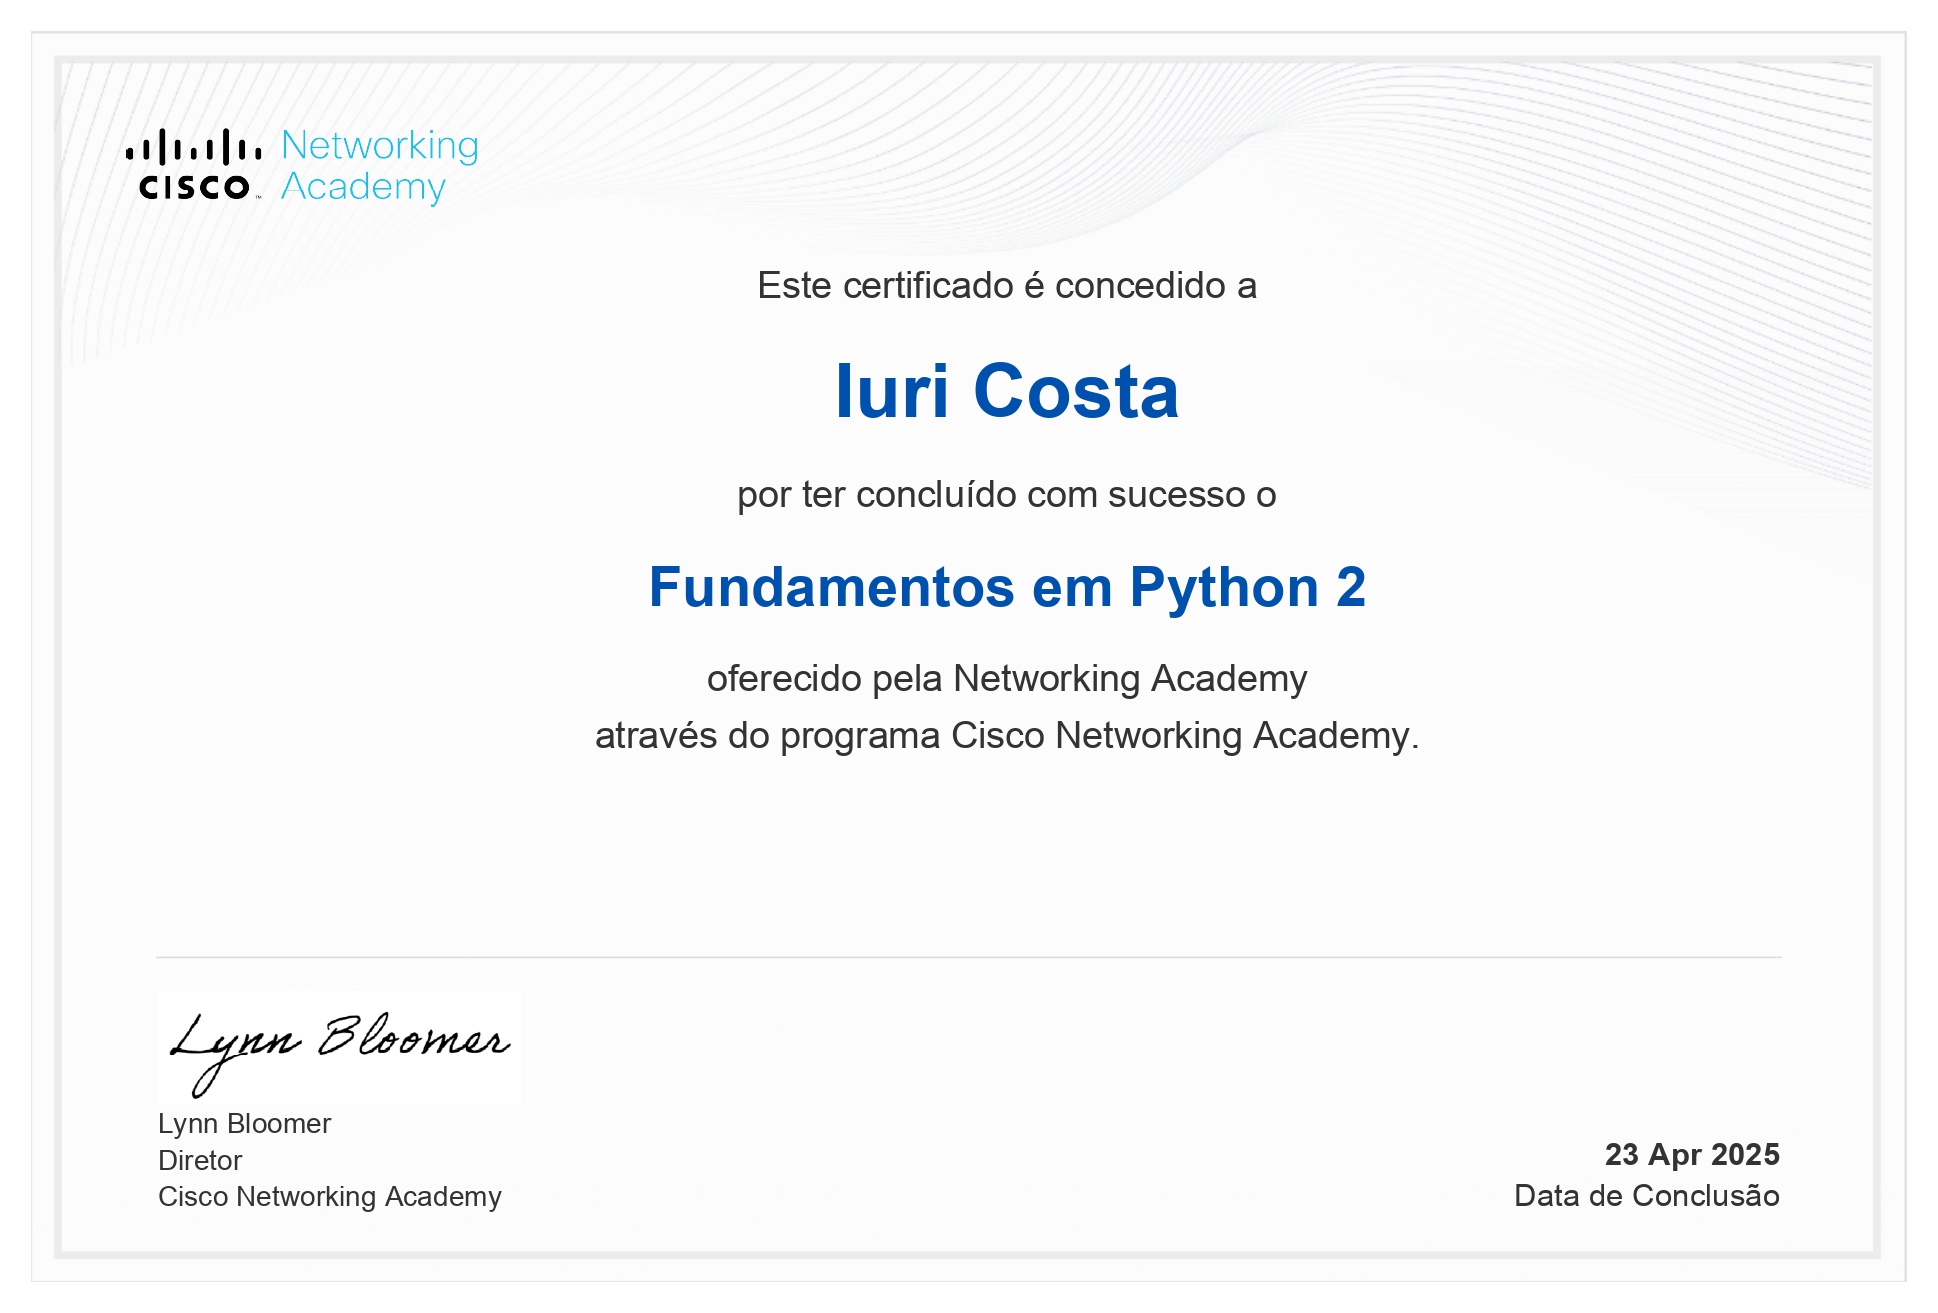 Networking
CISCO Academy
Este certificado é concedido a
Iuri Costa
por ter concluído com sucesso o
Fundamentos em Python 2
oferecido pela Networking Academy
através do programa Cisco Networking Academy.
Lynn Bloomer
Lynn Bloomer
Diretor
Cisco Networking Academy
23 Apr 2025
Data de Conclusão